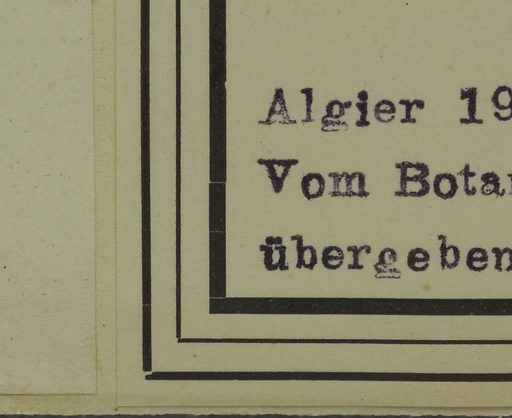 Algier 19
Vom Bota
übergeben